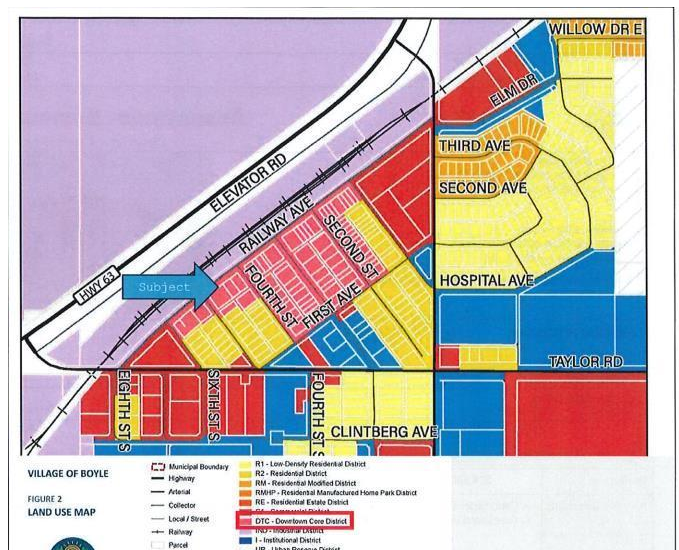 WILLOW DR E
ELM DR
THIRD AVE
SECOND AVE
ELEVATOR RD
RAILWAY AVE
SECOND ST
HWY 63
Subject
FOURTH ST
FIRST AVE
HOSPITAL AVE
TAYLOR RD
EIGHTH ST S
SIXTH ST S
FOURTH ST S
CLINTBERG AVE
VILLAGE OF BOYLE
FIGURE 2
LAND USE MAP
Municipal Boundary
Highway
Arterial
Collector
Local / Street
Railway
Parcel
R1 - Low-Density Residential District
R2 - Residential District
RM - Residential Modified District
RMHP - Residential Manufactured Home Park District
RE - Residential Estate District
DTC - Downtown Core District
IND - Industrial District
I - Institutional District
UR - Urban Reserve District